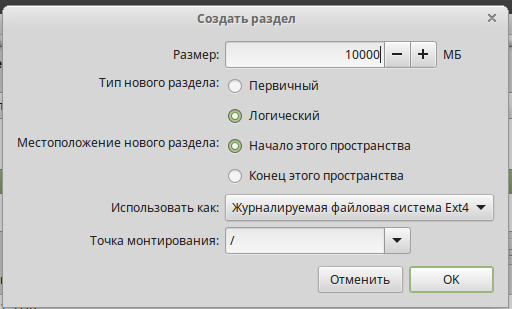 Создать раздел
Размер: 10000 МБ
Тип нового раздела: Первичный
Логический
Местоположение нового раздела: Начало этого пространства
Конец этого пространства
Использовать как: Журналируемая файловая система Ext4
Точка монтирования: /
Отменить OK